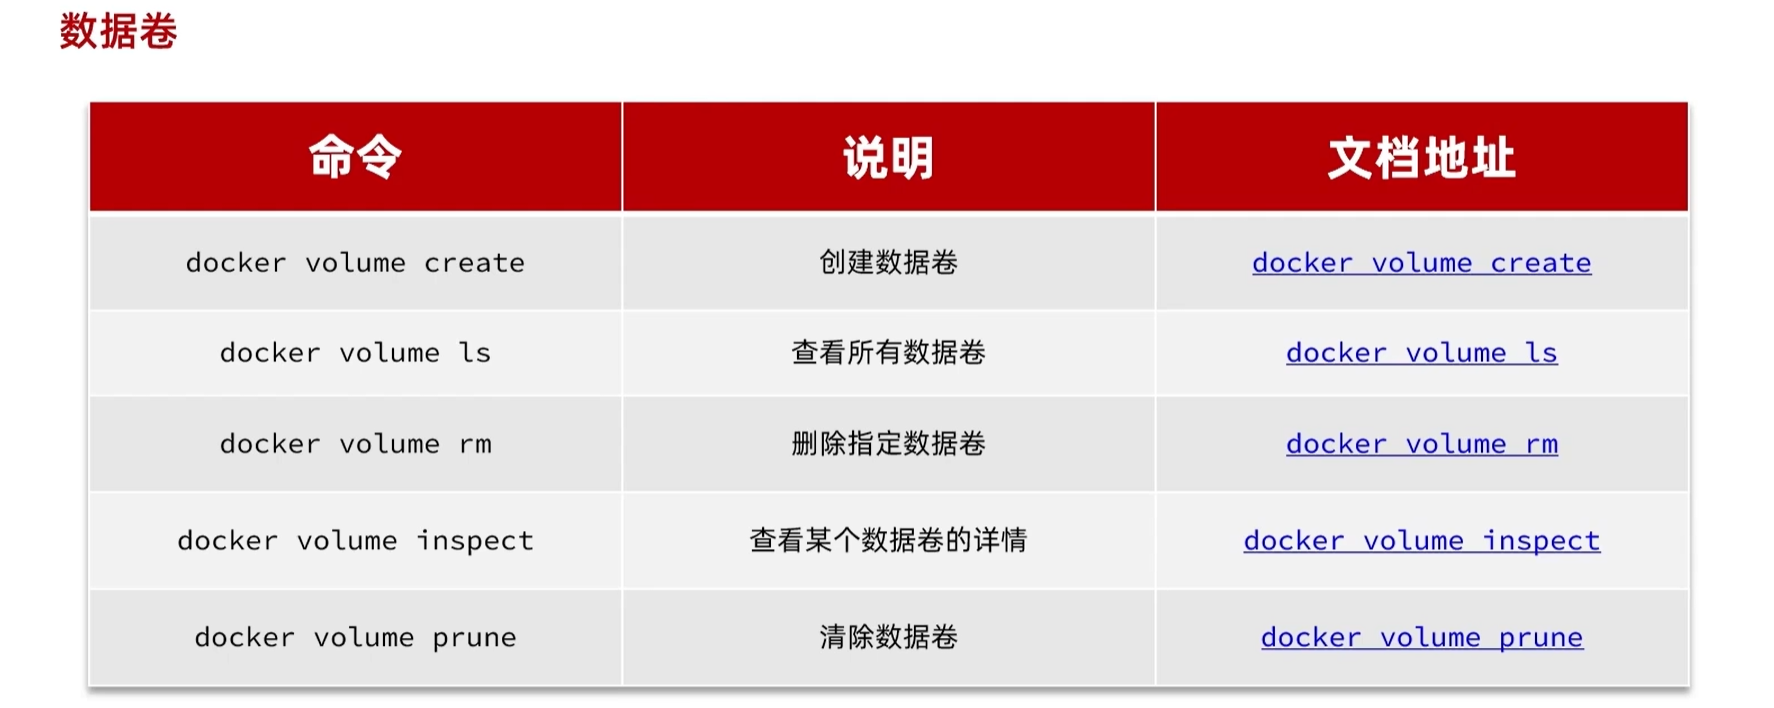 数据卷
命令 说明 文档地址
docker volume create 创建数据卷 docker volume create
docker volume ls 查看所有数据卷 docker volume ls
docker volume rm 删除指定数据卷 docker volume rm
docker volume inspect 查看某个数据卷的详情 docker volume inspect
docker volume prune 清除数据卷 docker volume prune